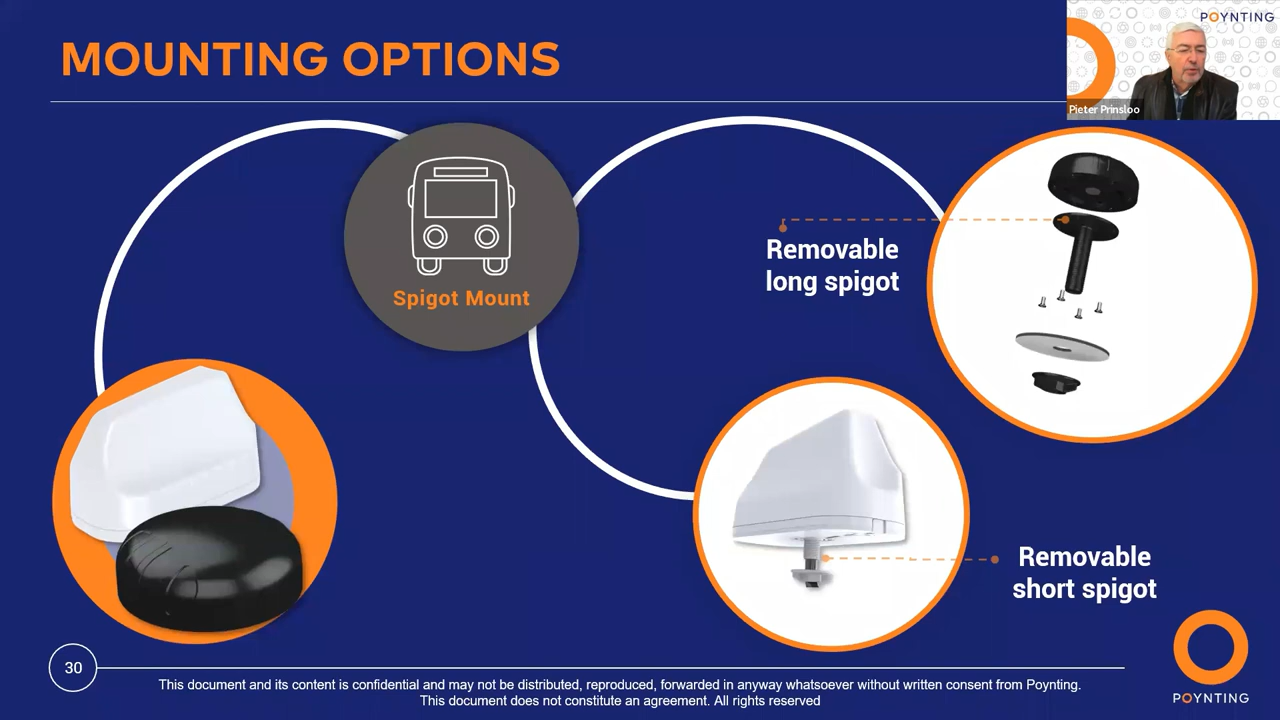 MOUNTING OPTIONS
POYNTING
Pieter Prinsloo
Spigot Mount
Removable
long spigot
Removable
short spigot
30
This document and its content is confidential and may not be distributed, reproduced, forwarded in anyway whatsoever without written consent from Poynting.
This document does not constitute an agreement. All rights reserved
POYNTING